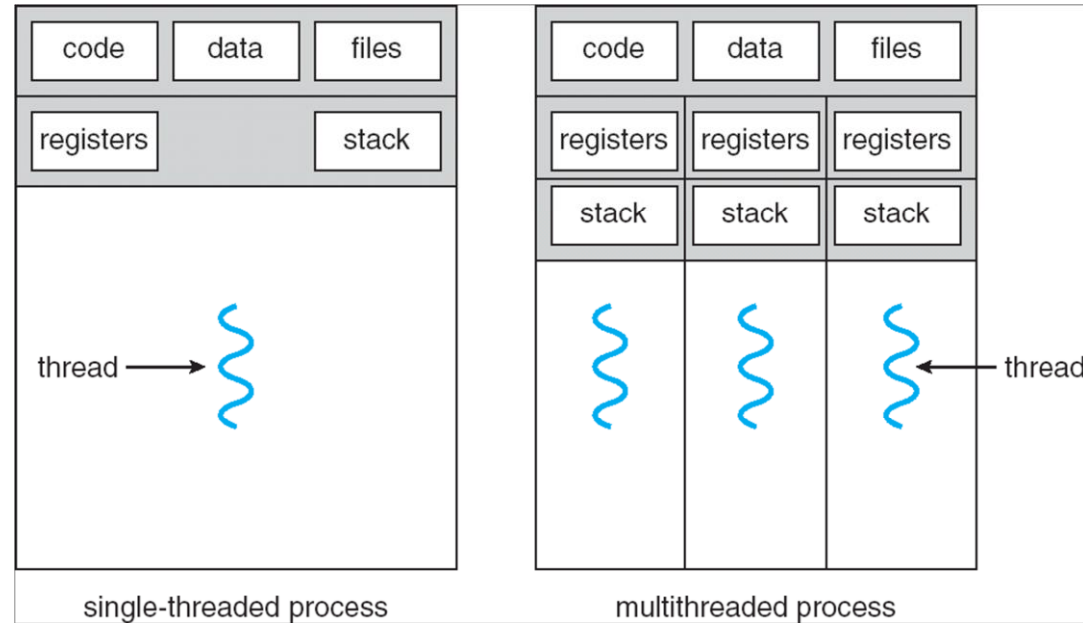 code data files
registers stack
thread
single-threaded process
code data files
registers registers registers
stack stack stack
thread
multithreaded process